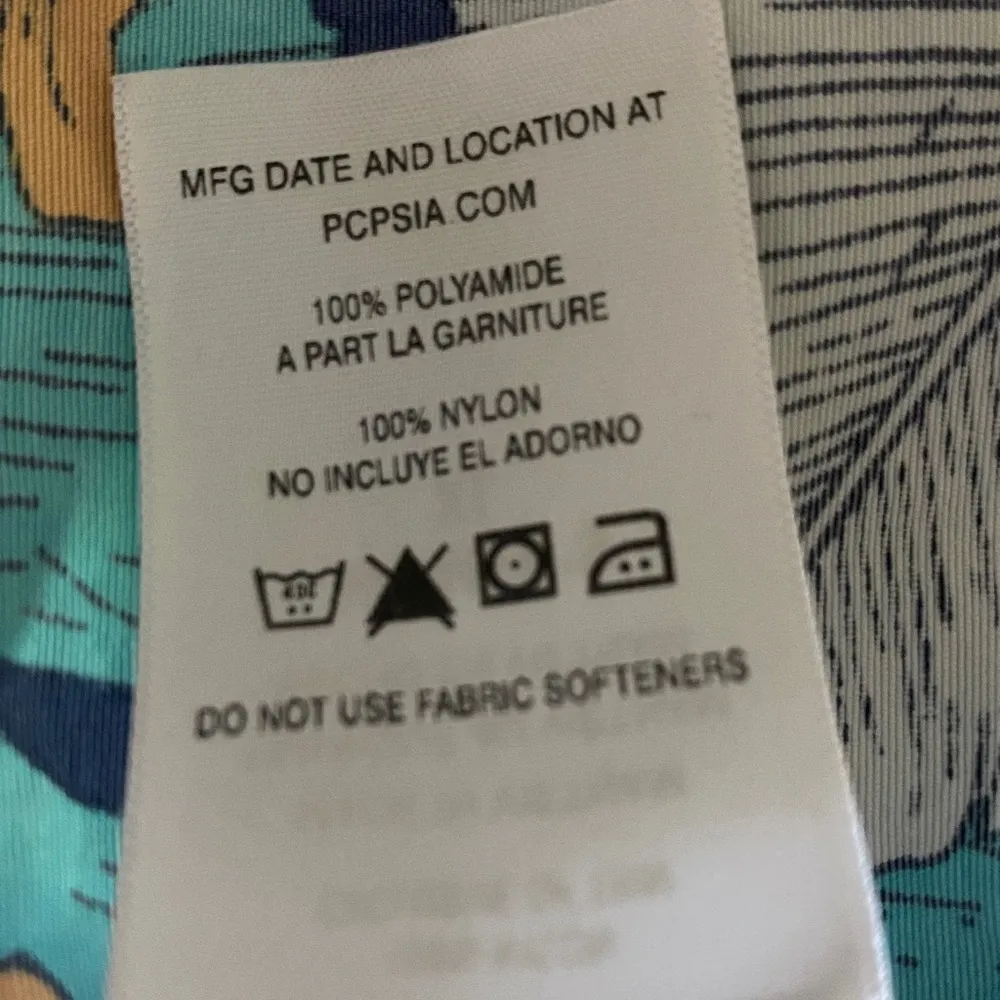 MFG DATE AND LOCATION AT
PCPSIA.COM
100% POLYAMIDE
A PART LA GARNITURE
100% NYLON
NO INCLUYE EL ADORNO
DO NOT USE FABRIC SOFTENERS